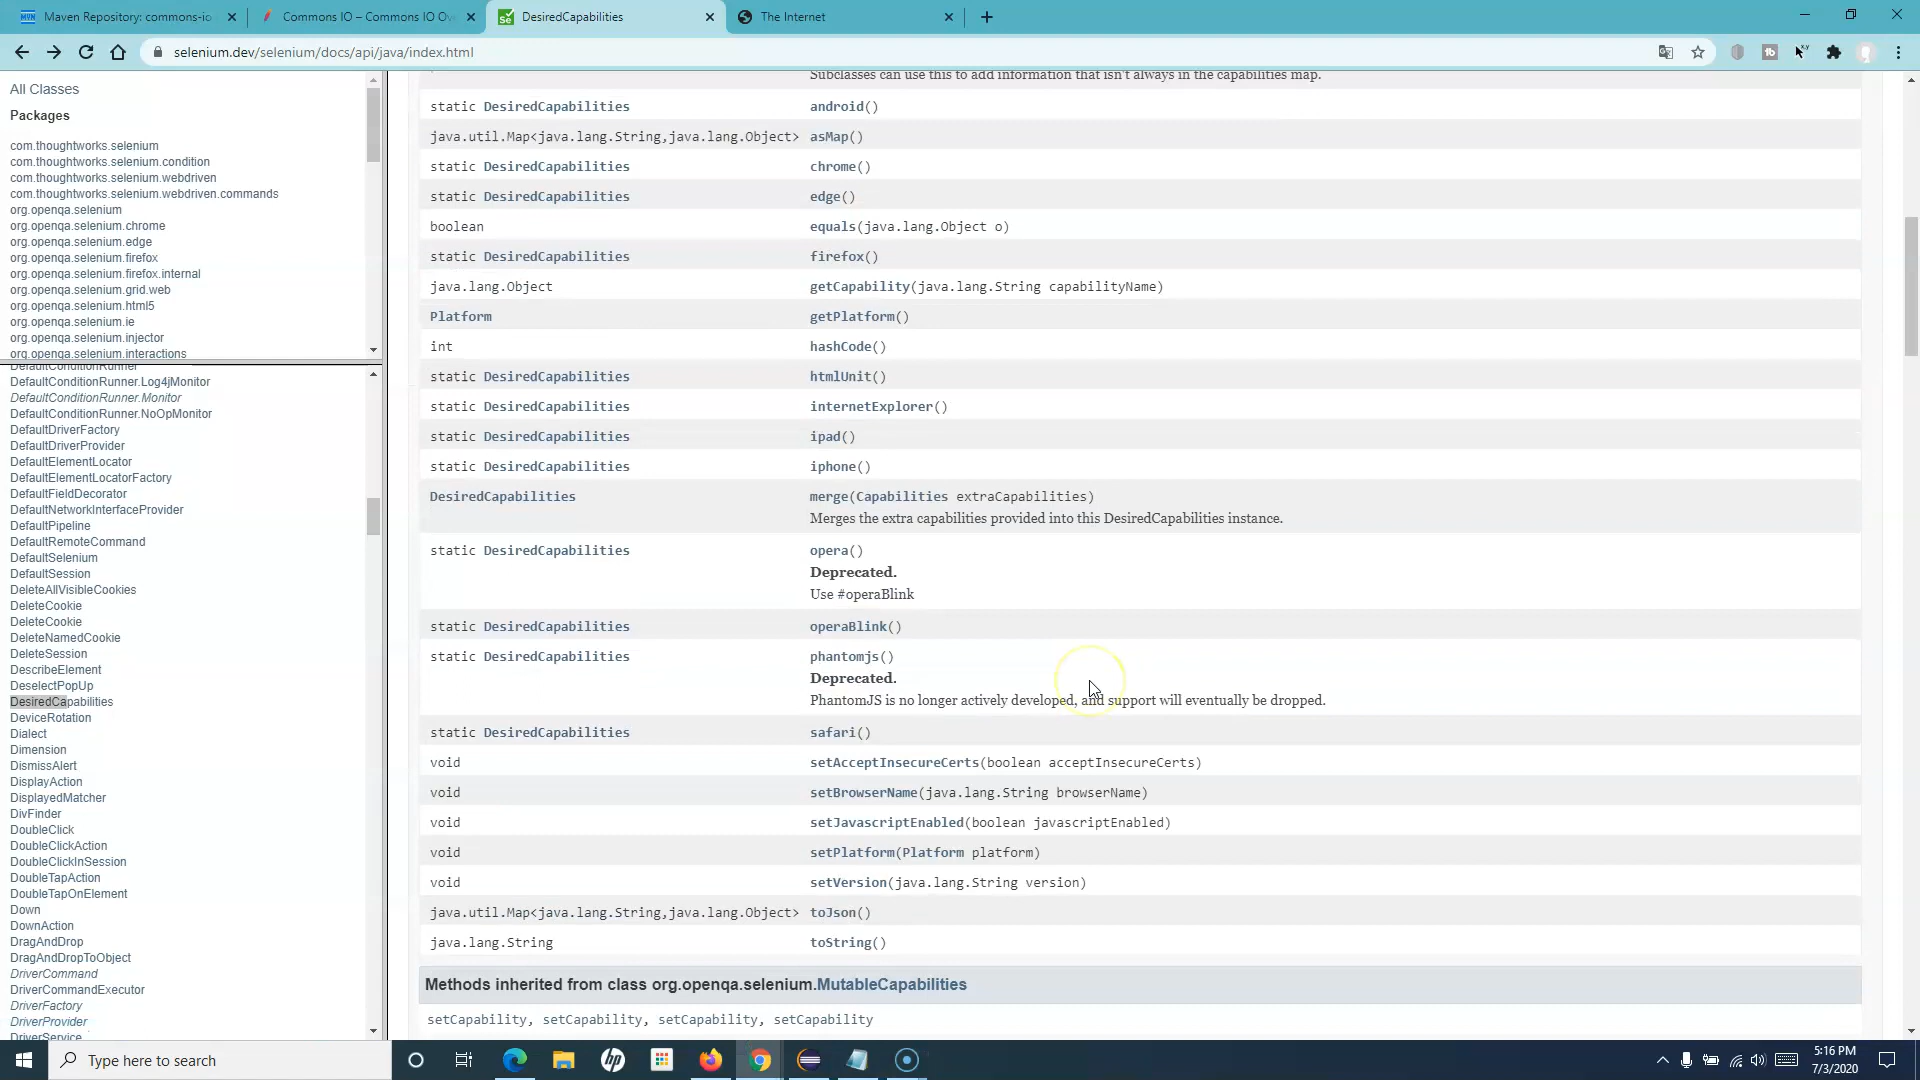 Maven Repository: commons-io
Commons IO – Commons IO Ov
DesiredCapabilities
The Internet
selenium.dev/selenium/docs/api/java/index.html
All Classes
Packages
com.thoughtworks.selenium
com.thoughtworks.selenium.condition
com.thoughtworks.selenium.webdriven
com.thoughtworks.selenium.webdriven.commands
org.openqa.selenium
org.openqa.selenium.chrome
org.openqa.selenium.edge
org.openqa.selenium.firefox
org.openqa.selenium.firefox.internal
org.openqa.selenium.grid.web
org.openqa.selenium.html5
org.openqa.selenium.ie
org.openqa.selenium.injector
org.openqa.selenium.interactions
DefaultConditionRunner
DefaultConditionRunner.Log4jMonitor
DefaultConditionRunner.Monitor
DefaultConditionRunner.NoOpMonitor
DefaultDriverFactory
DefaultDriverProvider
DefaultElementLocator
DefaultElementLocatorFactory
DefaultFieldDecorator
DefaultNetworkInterfaceProvider
DefaultPipeline
DefaultRemoteCommand
DefaultSelenium
DefaultSession
DeleteAllVisibleCookies
DeleteCookie
DeleteCookie
DeleteNamedCookie
DeleteSession
DescribeElement
DeselectPopUp
DesiredCapabilities
DeviceRotation
Dialect
Dimension
DismissAlert
DisplayAction
DisplayedMatcher
DivFinder
DoubleClick
DoubleClickAction
DoubleClickInSession
DoubleTapAction
DoubleTapOnElement
Down
DownAction
DragAndDrop
DragAndDropToObject
DriverCommand
DriverCommandExecutor
DriverFactory
DriverProvider
DriverService
Subclasses can use this to add information that isn't always in the capabilities map.
static DesiredCapabilities android()
java.util.Map<java.lang.String,java.lang.Object> asMap()
static DesiredCapabilities chrome()
static DesiredCapabilities edge()
boolean equals(java.lang.Object o)
static DesiredCapabilities firefox()
java.lang.Object getCapability(java.lang.String capabilityName)
Platform getPlatform()
int hashCode()
static DesiredCapabilities htmlUnit()
static DesiredCapabilities internetExplorer()
static DesiredCapabilities ipad()
static DesiredCapabilities iphone()
DesiredCapabilities merge(Capabilities extraCapabilities)
Merges the extra capabilities provided into this DesiredCapabilities instance.
static DesiredCapabilities opera()
Deprecated.
Use #operaBlink
static DesiredCapabilities operaBlink()
static DesiredCapabilities phantomjs()
Deprecated.
PhantomJS is no longer actively developed, and support will eventually be dropped.
static DesiredCapabilities safari()
void setAcceptInsecureCerts(boolean acceptInsecureCerts)
void setBrowserName(java.lang.String browserName)
void setJavascriptEnabled(boolean javascriptEnabled)
void setPlatform(Platform platform)
void setVersion(java.lang.String version)
java.util.Map<java.lang.String,java.lang.Object> toJson()
java.lang.String toString()
Methods inherited from class org.openqa.selenium.MutableCapabilities
setCapability, setCapability, setCapability, setCapability
Type here to search
5:16 PM
7/3/2020